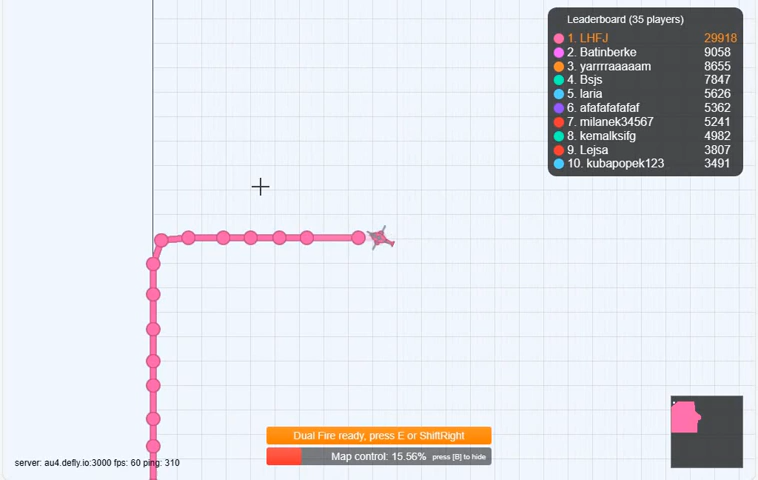 Leaderboard (35 players)
1. LHFJ 29918
2. Batinberke 9058
3. yarrrraaaaam 8655
4. Bsjs 7847
5. laria 5626
6. afafafafafaf 5362
7. milanek34567 5241
8. kemalksifg 4982
9. Lejsa 3807
10. kubapopek123 3491
Dual Fire ready, press E or ShiftRight
Map control: 15.56% press [B] to hide
server: au4.defly.io:3000 fps: 60 ping: 310